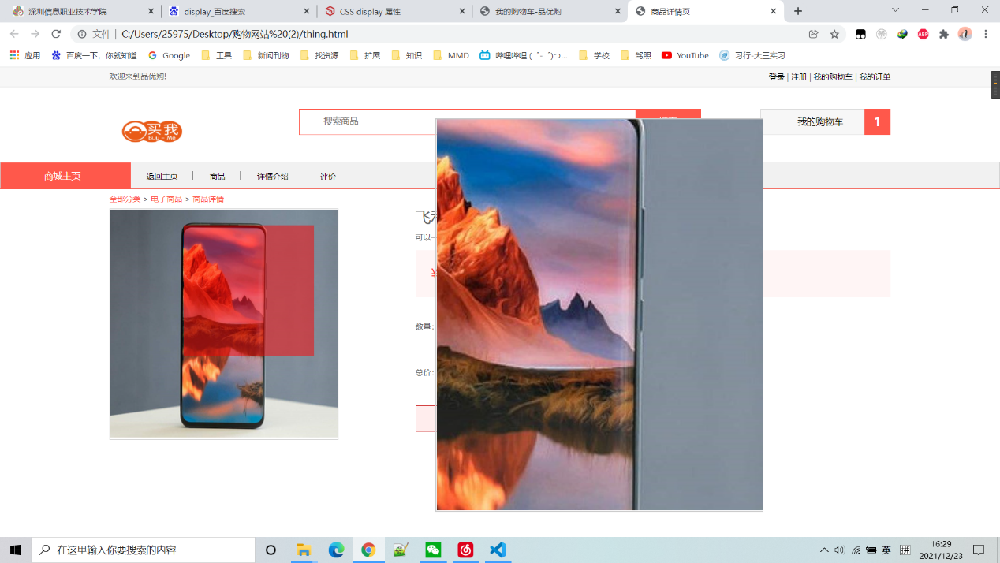 深圳信息职业技术学院
display_百度搜索
CSS display 属性
我的购物车-品优购
商品详情页
文件 | C:/Users/25975/Desktop/购物网站%20(2)/thing.html
应用
百度一下，你就知道
Google
工具
新闻刊物
找资源
扩展
知识
MMD
哔哩哔哩 (゜-゜)つ...
学校
驾照
YouTube
习行-大三实习
欢迎来到品优购!
登录 | 注册 | 我的购物车 | 我的订单
买我
Buy - Me
搜索商品
我的购物车 1
商城主页
返回主页
商品
详情介绍
评价
全部分类 > 电子商品 > 商品详情
可以一
数量:
总价:
在这里输入你要搜索的内容
英
拼
16:29
2021/12/23